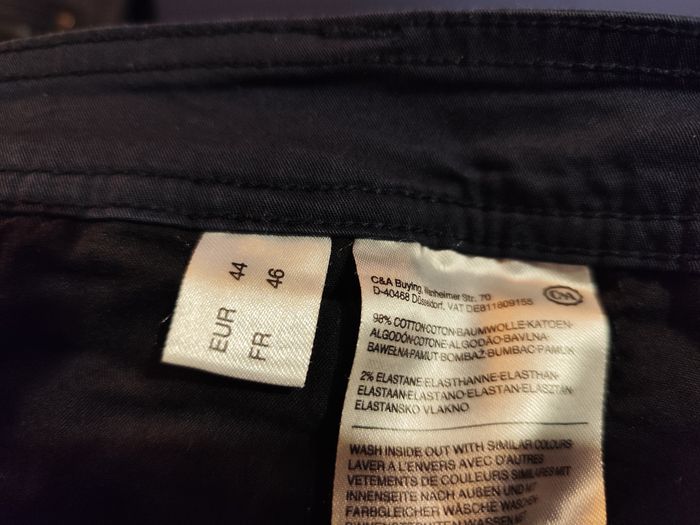 EUR 44
FR 46
C&A Buying, Wanheimer Str. 70
D-40468 Düsseldorf, VAT DE811809155
C&A
98% COTTON·COTON·BAUMWOLLE·KATOEN·
ALGODÓN·COTONE·ALGODÃO·BAVLNA·
BAWEŁNA·PAMUT BOMBAŽ·BUMBAC·PAMUK
2% ELASTANE·ELASTHANNE·ELASTHAN·
ELASTAAN·ELASTANO·ELASTAN·ELASZTÁN·
ELASTANSKO VLAKNO
WASH INSIDE OUT WITH SIMILAR COLOURS
LAVER A L'ENVERS AVEC D'AUTRES
VETEMENTS DE COULEURS SIMILAIRES MIT
INNENSEITE NACH AUßEN UND MIT
FARBGLEICHER WÄSCHE WASCHEN